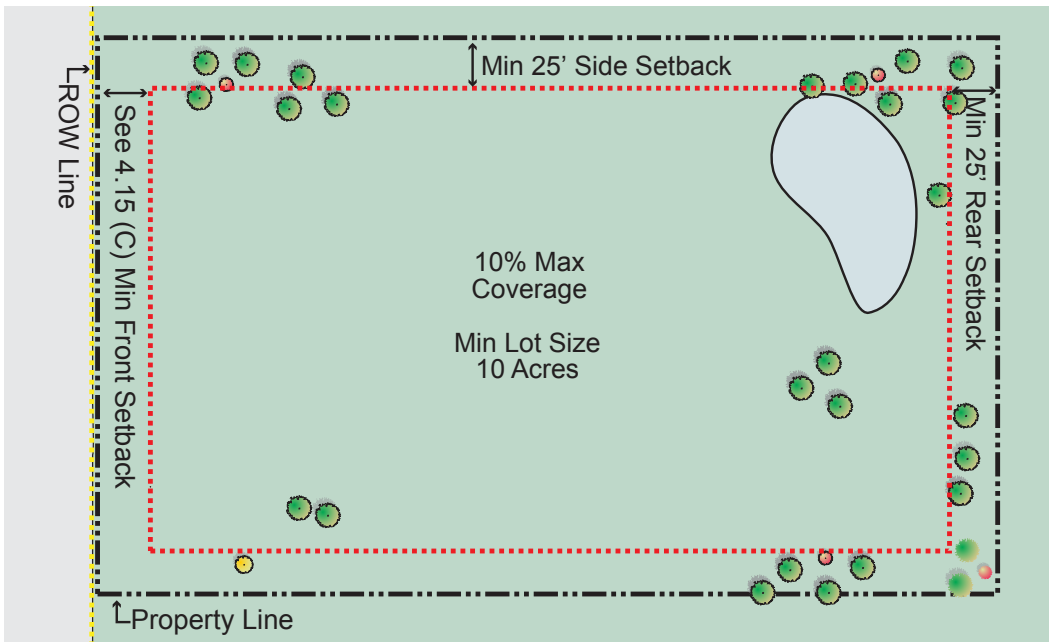 ROW Line
See 4.15 (C) Min Front Setback
Min 25’ Side Setback
Min 25’ Rear Setback
10% Max
Coverage
Min Lot Size
10 Acres
Property Line